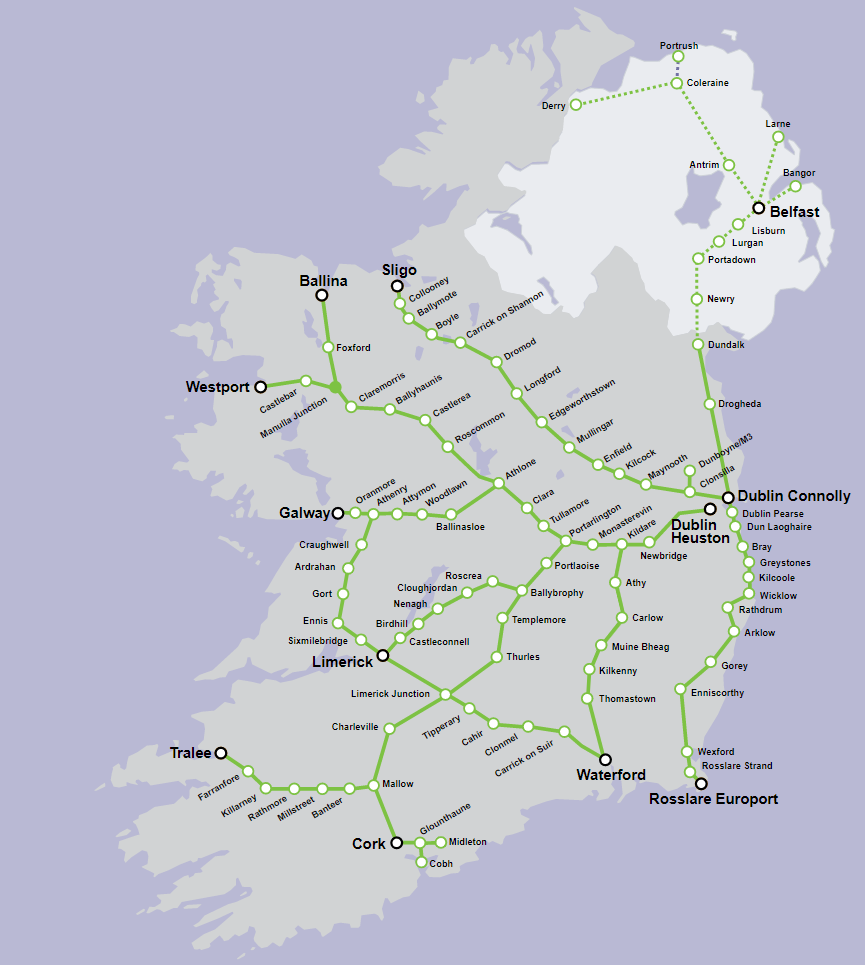 Portrush
Coleraine
Derry
Larne
Antrim
Bangor
Belfast
Lisburn
Lurgan
Portadown
Newry
Dundalk
Drogheda
Sligo
Collooney
Ballymote
Boyle
Carrick on Shannon
Dromod
Longford
Edgeworthstown
Mullingar
Enfield
Kilcock
Maynooth
Dunboyne/M3
Clonsilla
Dublin Connolly
Ballina
Foxford
Westport
Castlebar
Manulla Junction
Claremorris
Ballyhaunis
Castlerea
Roscommon
Athlone
Clara
Tullamore
Portarlington
Monasterevin
Kildare
Newbridge
Dublin
Heuston
Galway
Oranmore
Athenry
Attymon
Woodlawn
Ballinasloe
Craughwell
Ardrahan
Gort
Ennis
Sixmilebridge
Limerick
Castleconnell
Birdhill
Nenagh
Cloughjordan
Roscrea
Ballybrophy
Portlaoise
Templemore
Thurles
Athy
Carlow
Muine Bheag
Kilkenny
Thomastown
Waterford
Dublin Pearse
Dun Laoghaire
Bray
Greystones
Kilcoole
Wicklow
Rathdrum
Arklow
Gorey
Enniscorthy
Wexford
Rosslare Strand
Rosslare Europort
Limerick Junction
Tipperary
Cahir
Clonmel
Carrick on Suir
Charleville
Mallow
Tralee
Farranfore
Killarney
Rathmore
Millstreet
Banteer
Cork
Glounthaune
Midleton
Cobh